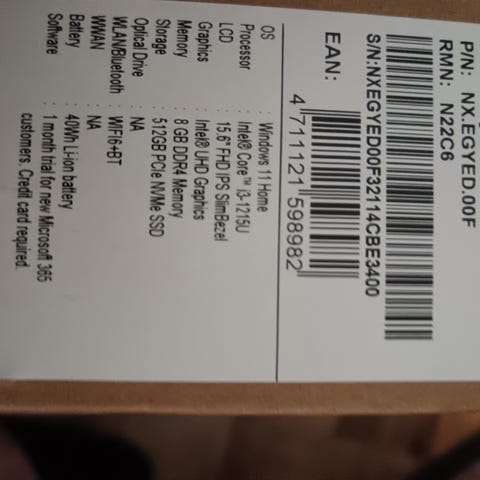 P/N: NX.EGYED.00F
RMN: N22C6
S/N:NXEGYED00F32114CBE3400
EAN:
4 711121 598982
OS : Windows 11 Home
Processor : Intel® Core™ i3-1215U
LCD : 15.6" FHD IPS SlimBezel
Graphics : Intel® UHD Graphics
Memory : 8 GB DDR4 Memory
Storage : 512GB PCIe NVMe SSD
Optical Drive : NA
WLAN/Bluetooth : WIFI6+BT
WWAN : NA
Battery : 40Wh Li-ion battery
Software : 1 month trial for new Microsoft 365
customers. Credit card required.